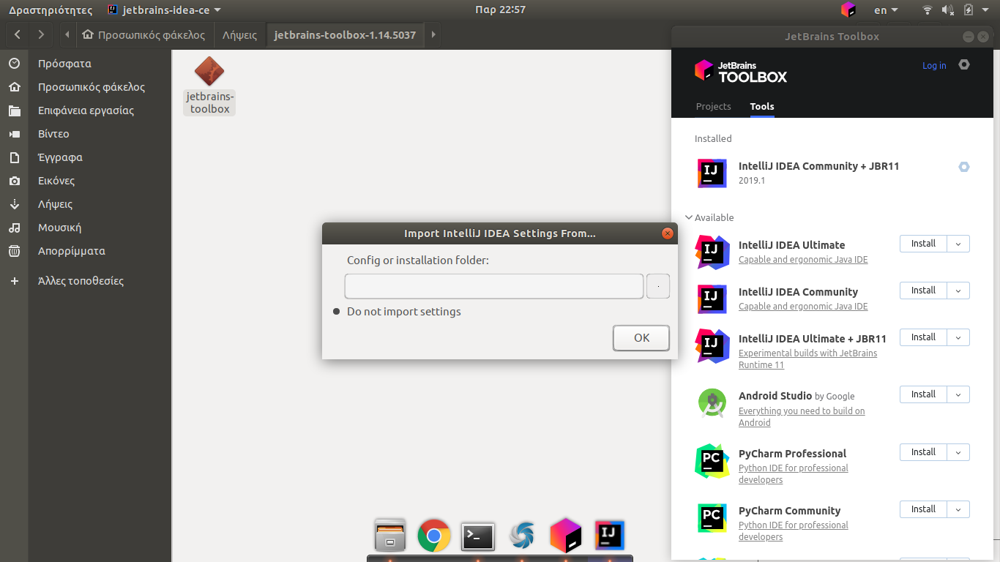 Δραστηριότητες
jetbrains-idea-ce
Παρ 22:57
en
Προσωπικός φάκελος
Λήψεις
jetbrains-toolbox-1.14.5037
Πρόσφατα
Προσωπικός φάκελος
Επιφάνεια εργασίας
Βίντεο
Έγγραφα
Εικόνες
Λήψεις
Μουσική
Απορρίμματα
Άλλες τοποθεσίες
jetbrains-
toolbox
Import IntelliJ IDEA Settings From...
Config or installation folder:
.
Do not import settings
OK
JetBrains Toolbox
JetBrains
TOOLBOX
Log in
Projects
Tools
Installed
IJ
IntelliJ IDEA Community + JBR11
2019.1
Available
IJ
IntelliJ IDEA Ultimate
Capable and ergonomic Java IDE
Install
IJ
IntelliJ IDEA Community
Capable and ergonomic Java IDE
Install
IJ
IntelliJ IDEA Ultimate + JBR11
Experimental builds with JetBrains
Runtime 11
Install
Android Studio by Google
Everything you need to build on
Android
Install
PC
PyCharm Professional
Python IDE for professional
developers
Install
PC
PyCharm Community
Python IDE for professional
developers
Install
>_
IJ